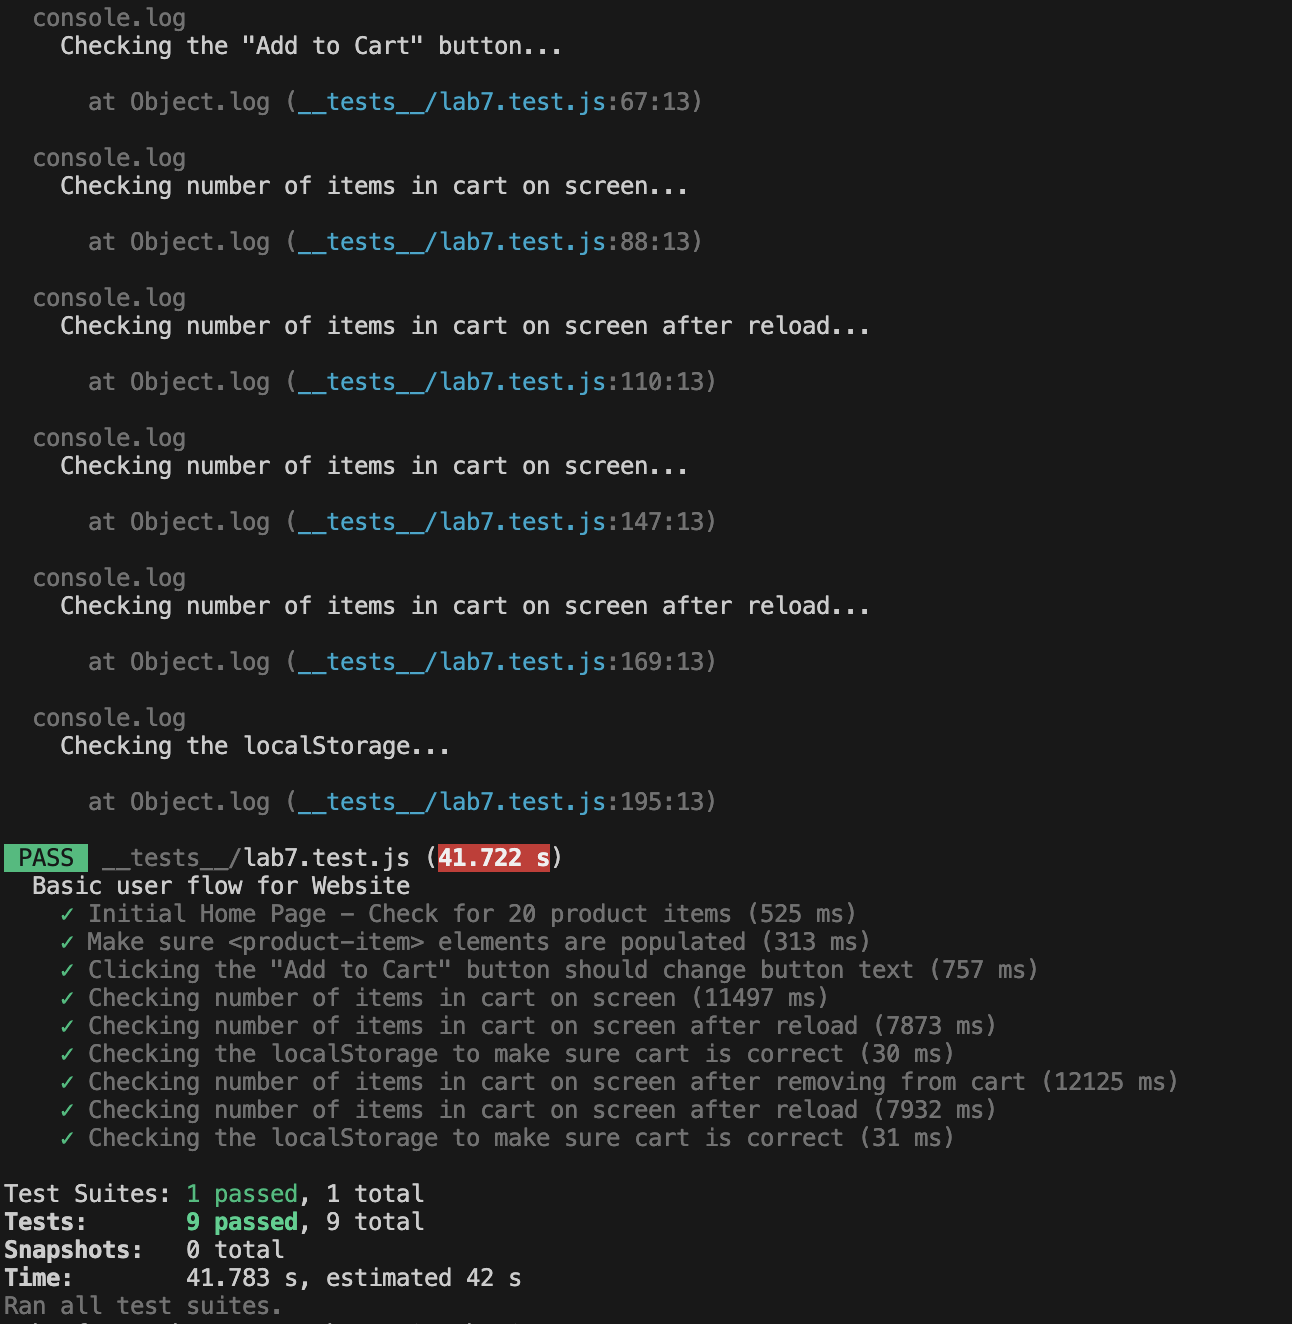 console.log
Checking the "Add to Cart" button...
at Object.log (__tests__/lab7.test.js:67:13)
console.log
Checking number of items in cart on screen...
at Object.log (__tests__/lab7.test.js:88:13)
console.log
Checking number of items in cart on screen after reload...
at Object.log (__tests__/lab7.test.js:110:13)
console.log
Checking number of items in cart on screen...
at Object.log (__tests__/lab7.test.js:147:13)
console.log
Checking number of items in cart on screen after reload...
at Object.log (__tests__/lab7.test.js:169:13)
console.log
Checking the localStorage...
at Object.log (__tests__/lab7.test.js:195:13)
PASS __tests__/lab7.test.js (41.722 s)
Basic user flow for Website
✓ Initial Home Page – Check for 20 product items (525 ms)
✓ Make sure <product-item> elements are populated (313 ms)
✓ Clicking the "Add to Cart" button should change button text (757 ms)
✓ Checking number of items in cart on screen (11497 ms)
✓ Checking number of items in cart on screen after reload (7873 ms)
✓ Checking the localStorage to make sure cart is correct (30 ms)
✓ Checking number of items in cart on screen after removing from cart (12125 ms)
✓ Checking number of items in cart on screen after reload (7932 ms)
✓ Checking the localStorage to make sure cart is correct (31 ms)
Test Suites: 1 passed, 1 total
Tests: 9 passed, 9 total
Snapshots: 0 total
Time: 41.783 s, estimated 42 s
Ran all test suites.